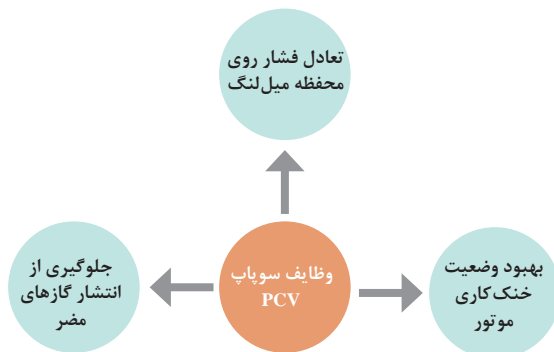 تعادل فشار روی
محفظه میل‌لنگ
وظایف سوپاپ
PCV
بهبود وضعیت
خنک‌کاری
موتور
جلوگیری از
انتشار گازهای
مضر